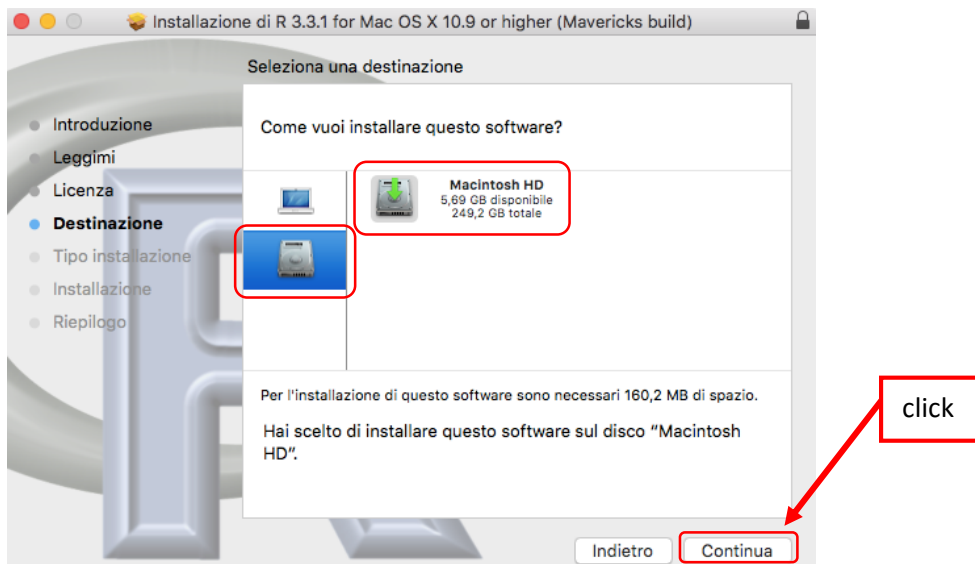 Installazione di R 3.3.1 for Mac OS X 10.9 or higher (Mavericks build)
Seleziona una destinazione
Introduzione
Leggimi
Licenza
Destinazione
Tipo installazione
Installazione
Riepilogo
Come vuoi installare questo software?
Macintosh HD
5,69 GB disponibile
249,2 GB totale
Per l'installazione di questo software sono necessari 160,2 MB di spazio.
Hai scelto di installare questo software sul disco “Macintosh
HD”.
click
Indietro
Continua